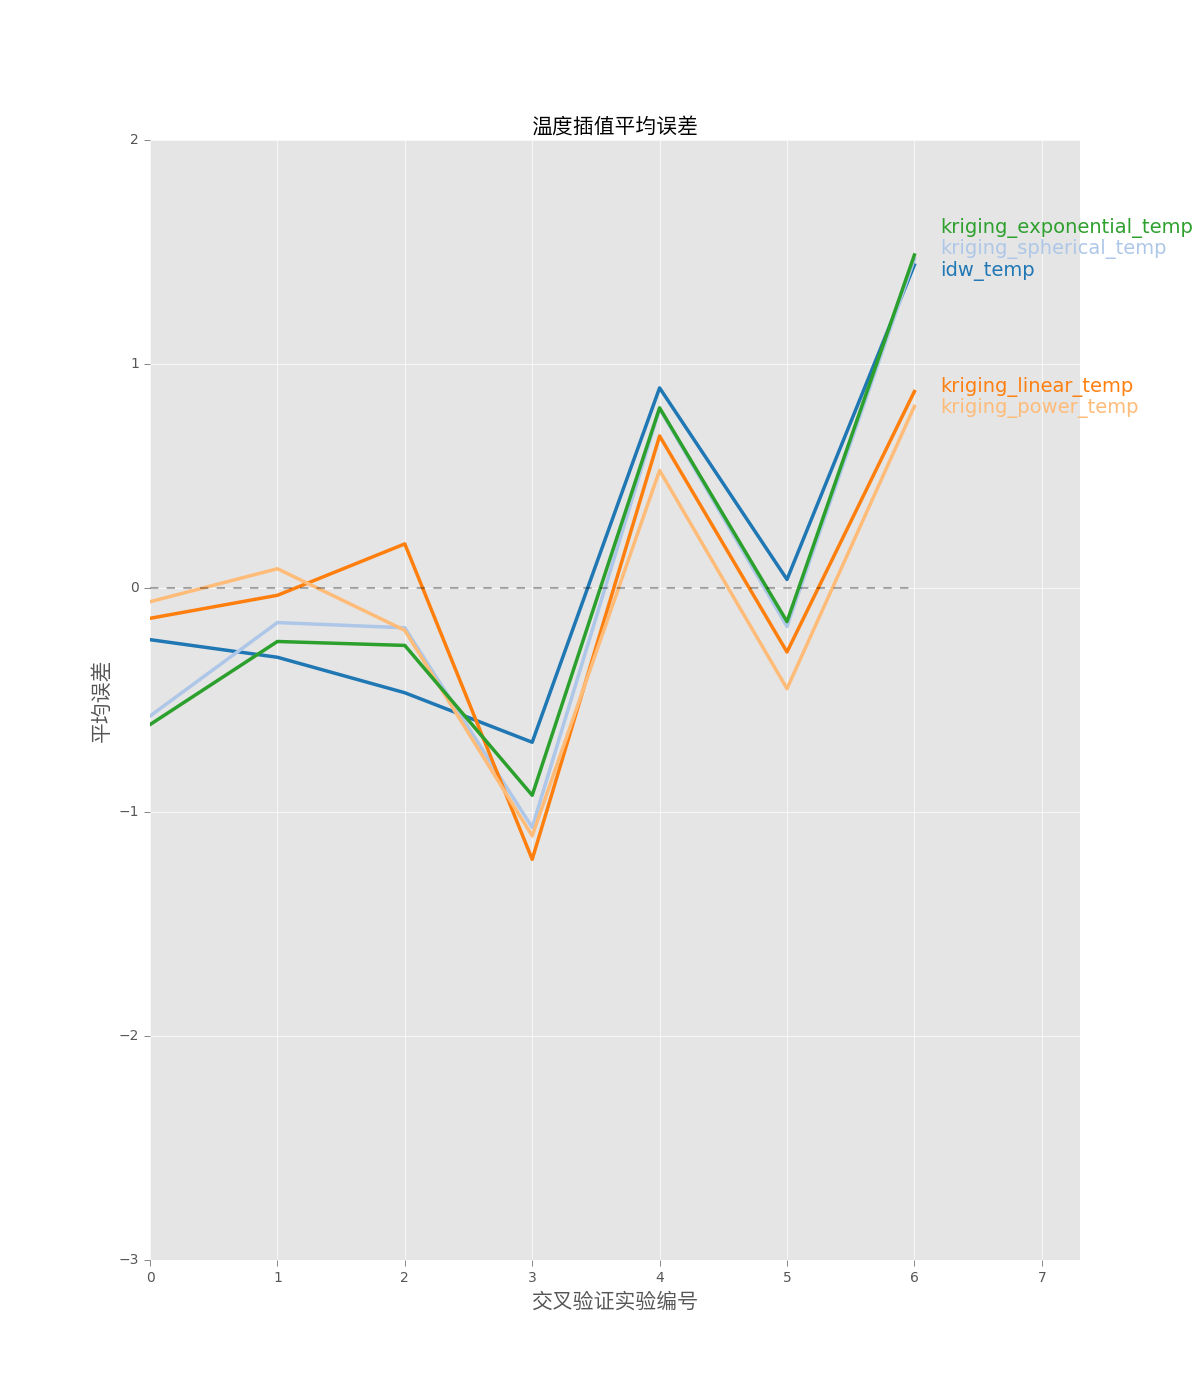 温度插值平均误差
2
1
0
−1
−2
−3
平均误差
kriging_exponential_temp
kriging_spherical_temp
idw_temp
kriging_linear_temp
kriging_power_temp
0 1 2 3 4 5 6 7
交叉验证实验编号